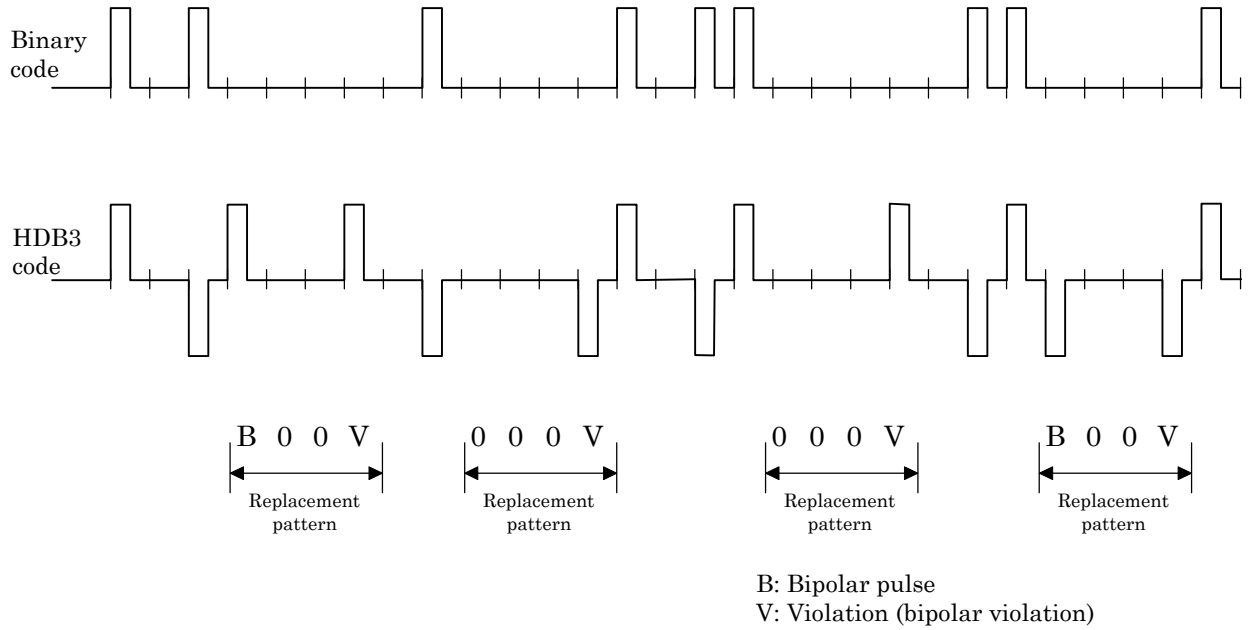 Binary
code
HDB3
code
B 0 0 V
Replacement
pattern
0 0 0 V
Replacement
pattern
0 0 0 V
Replacement
pattern
B 0 0 V
Replacement
pattern
B: Bipolar pulse
V: Violation (bipolar violation)